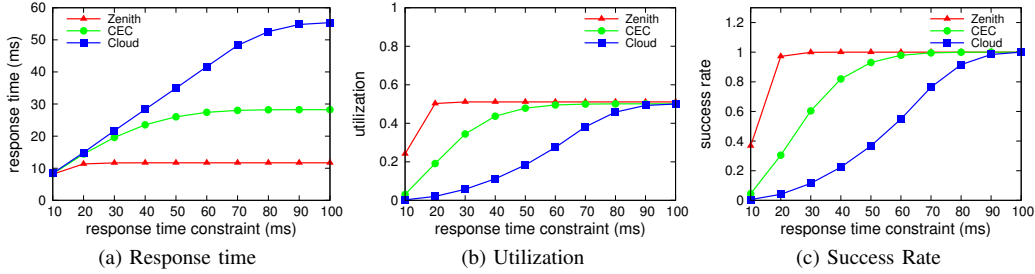 60
50
40
30
20
10
0
response time (ms)
Zenith
CEC
Cloud
10 20 30 40 50 60 70 80 90 100
response time constraint (ms)
(a) Response time
1
0.8
0.6
0.4
0.2
0
utilization
Zenith
CEC
Cloud
10 20 30 40 50 60 70 80 90 100
response time constraint (ms)
(b) Utilization
1.2
1
0.8
0.6
0.4
0.2
0
success rate
Zenith
CEC
Cloud
10 20 30 40 50 60 70 80 90 100
response time constraint (ms)
(c) Success Rate